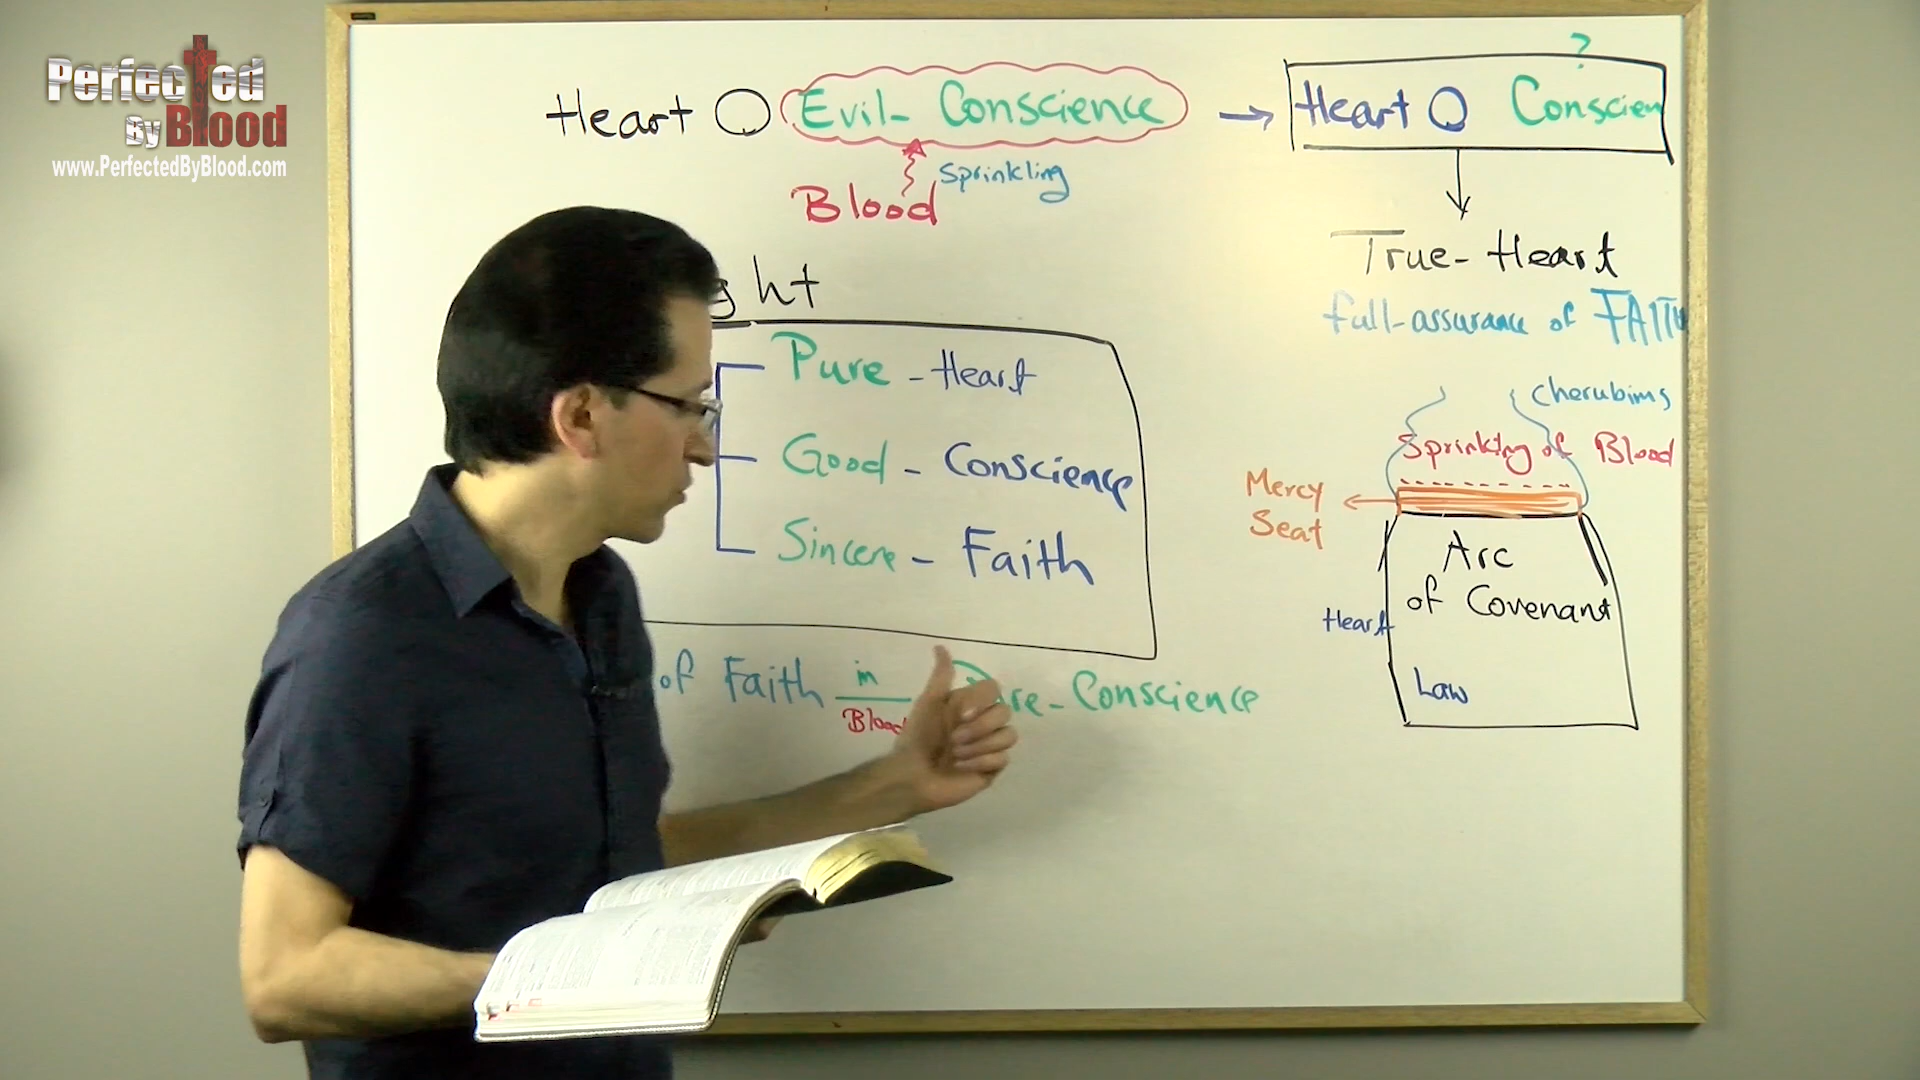 Perfected
By Blood
www.PerfectedByBlood.com
Heart Evil- Conscience
Sprinkling
Blood
ght
Pure - Heart
Good - Conscience
Sincere - Faith
of Faith in
Blood
re - Conscience
?
Heart Conscien
True- Heart
full-assurance of FAITH
Cherubims
Sprinkling of Blood
Mercy
Seat
Arc
of Covenant
Heart
Law